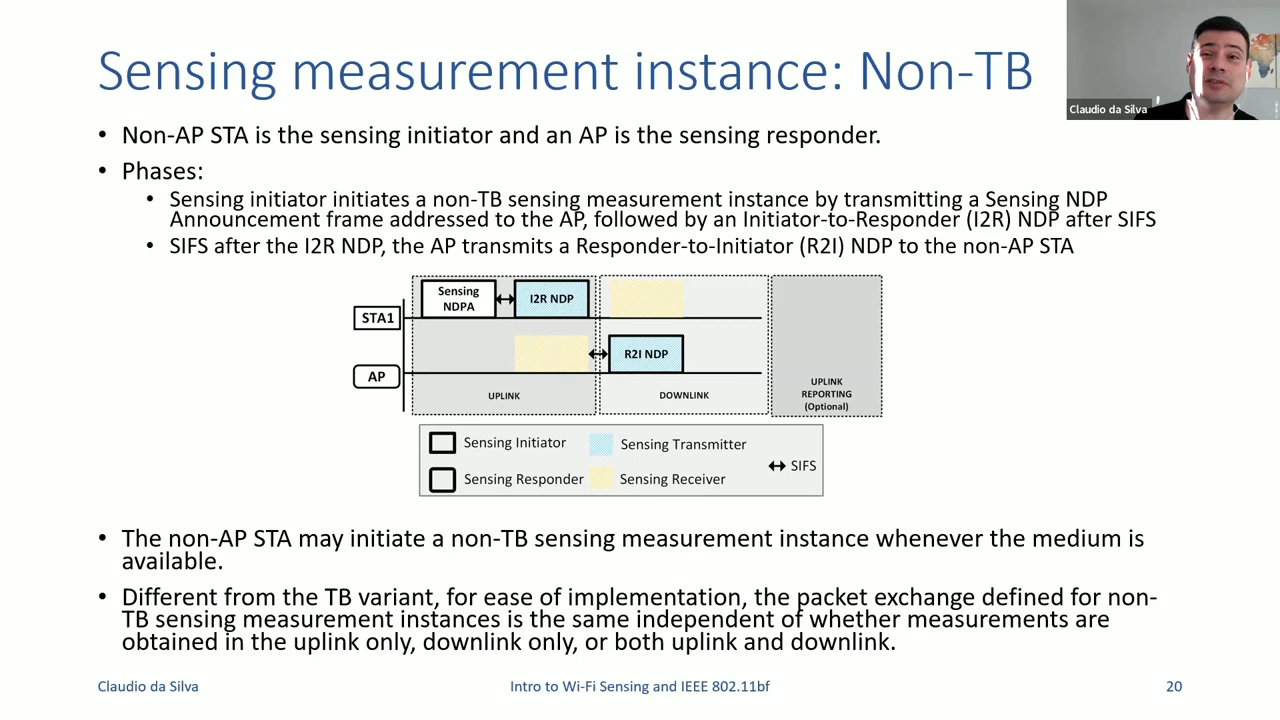 Sensing measurement instance: Non-TB
Claudio da Silva
• Non-AP STA is the sensing initiator and an AP is the sensing responder.
• Phases:
• Sensing initiator initiates a non-TB sensing measurement instance by transmitting a Sensing NDP
Announcement frame addressed to the AP, followed by an Initiator-to-Responder (I2R) NDP after SIFS
• SIFS after the I2R NDP, the AP transmits a Responder-to-Initiator (R2I) NDP to the non-AP STA
Sensing
NDPA
I2R NDP
STA1
R2I NDP
AP
UPLINK
DOWNLINK
UPLINK
REPORTING
(Optional)
Sensing Initiator
Sensing Transmitter
SIFS
Sensing Responder
Sensing Receiver
• The non-AP STA may initiate a non-TB sensing measurement instance whenever the medium is
available.
• Different from the TB variant, for ease of implementation, the packet exchange defined for non-
TB sensing measurement instances is the same independent of whether measurements are
obtained in the uplink only, downlink only, or both uplink and downlink.
Claudio da Silva
Intro to Wi-Fi Sensing and IEEE 802.11bf
20